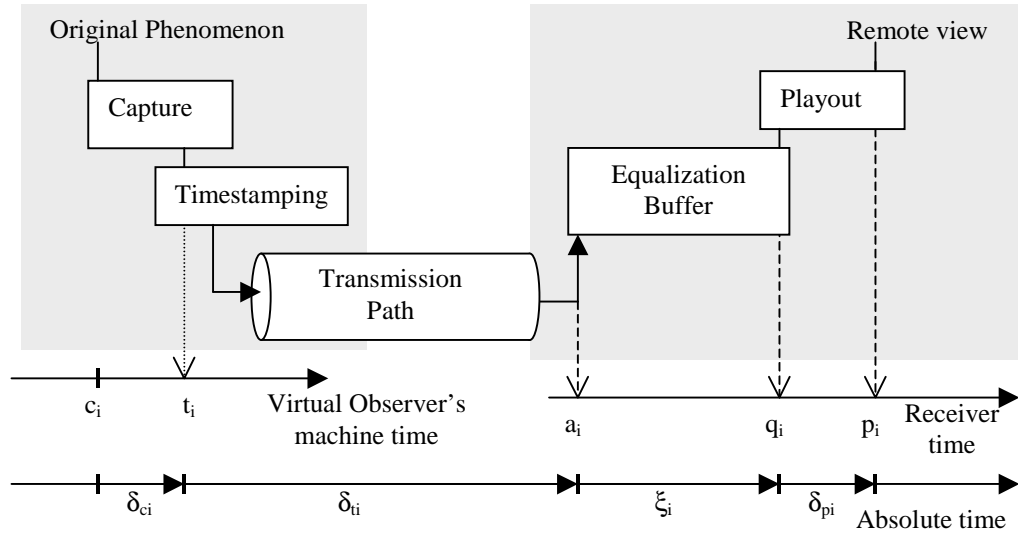 Original Phenomenon
Remote view
Capture
Playout
Timestamping
Equalization
Buffer
Transmission
Path
cᵢ
tᵢ
Virtual Observer's
machine time
aᵢ
qᵢ
pᵢ
Receiver
time
δcᵢ
δtᵢ
ξᵢ
δpᵢ
Absolute time